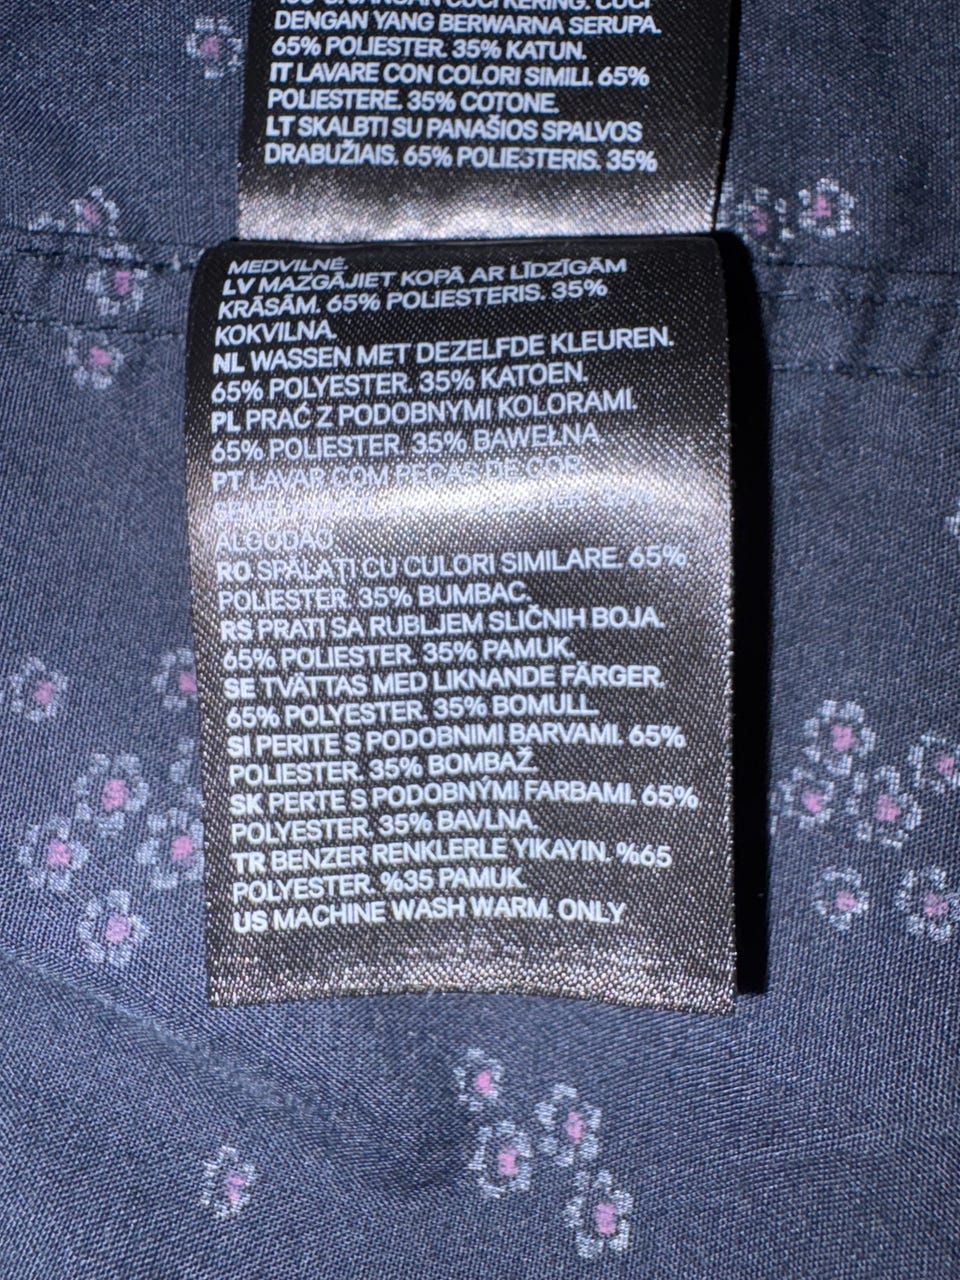 JANGAN CUCI KERING. CUCI
DENGAN YANG BERWARNA SERUPA.
65% POLIESTER. 35% KATUN.
IT LAVARE CON COLORI SIMILI. 65%
POLIESTERE. 35% COTONE.
LT SKALBTI SU PANAŠIOS SPALVOS
DRABUŽIAIS. 65% POLIESTERIS. 35%
MEDVILNĖ.
LV MAZGĀJIET KOPĀ AR LĪDZĪGĀM
KRĀSĀM. 65% POLIESTERIS. 35%
KOKVILNA.
NL WASSEN MET DEZELFDE KLEUREN.
65% POLYESTER. 35% KATOEN.
PL PRAĆ Z PODOBNYMI KOLORAMI.
65% POLIESTER. 35% BAWEŁNA.
PT LAVAR COM PEÇAS DE COR
ALGODÃO.
RO SPĂLAȚI CU CULORI SIMILARE. 65%
POLIESTER. 35% BUMBAC.
RS PRATI SA RUBLJEM SLIČNIH BOJA.
65% POLIESTER. 35% PAMUK.
SE TVÄTTAS MED LIKNANDE FÄRGER.
65% POLYESTER. 35% BOMULL.
SI PERITE S PODOBNIMI BARVAMI. 65%
POLIESTER. 35% BOMBAŽ.
SK PERTE S PODOBNÝMI FARBAMI. 65%
POLYESTER. 35% BAVLNA.
TR BENZER RENKLERLE YIKAYIN. %65
POLYESTER. %35 PAMUK.
US MACHINE WASH WARM. ONLY